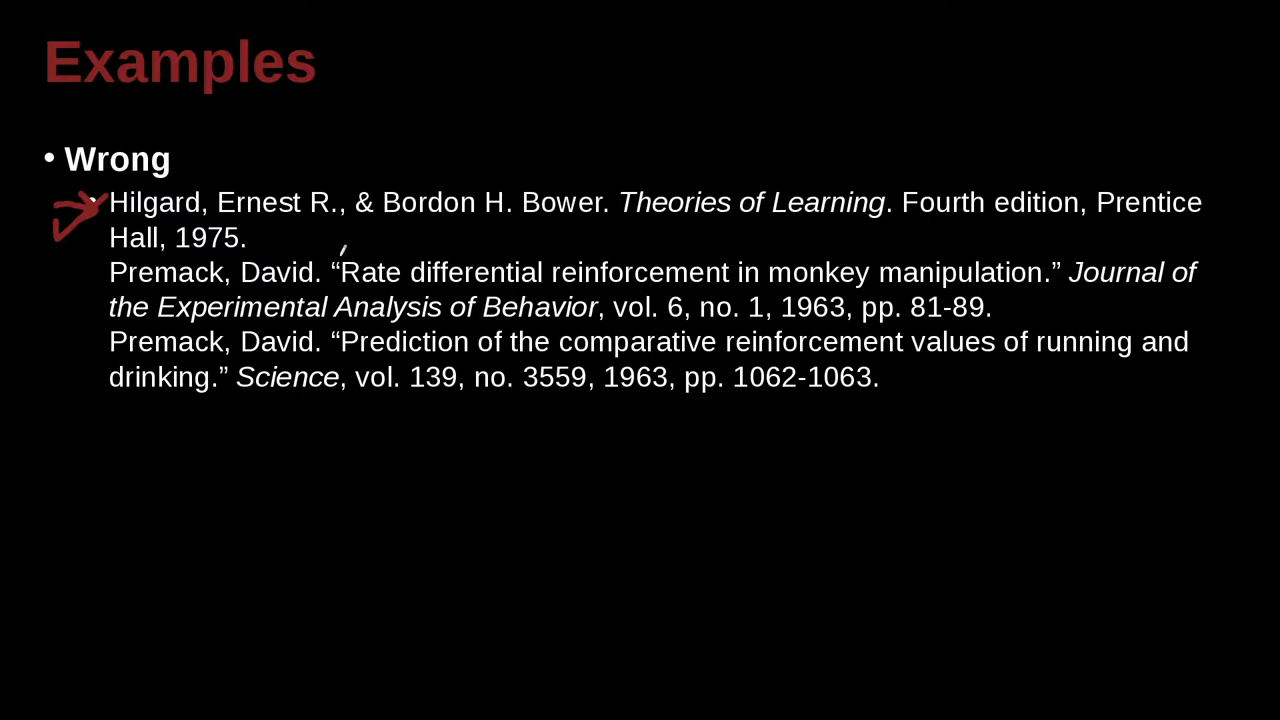 Examples
• Wrong
Hilgard, Ernest R., & Bordon H. Bower. Theories of Learning. Fourth edition, Prentice
Hall, 1975.
Premack, David. “Rate differential reinforcement in monkey manipulation.” Journal of
the Experimental Analysis of Behavior, vol. 6, no. 1, 1963, pp. 81-89.
Premack, David. “Prediction of the comparative reinforcement values of running and
drinking.” Science, vol. 139, no. 3559, 1963, pp. 1062-1063.